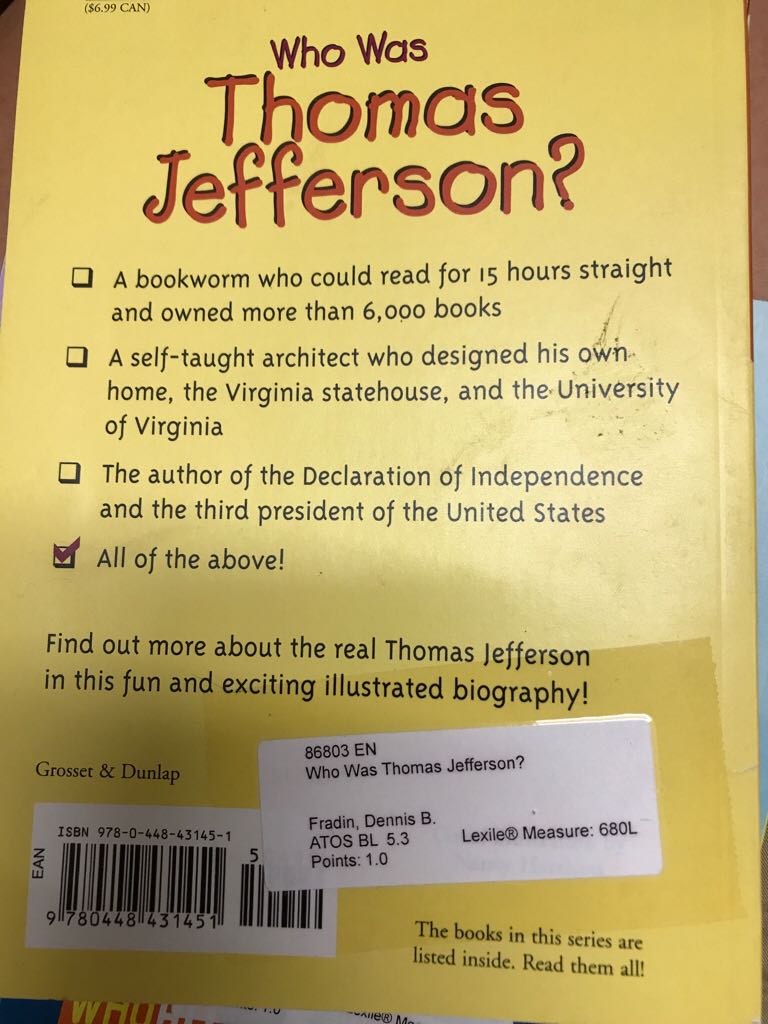 ($6.99 CAN)
Who Was
Thomas
Jefferson?
A bookworm who could read for 15 hours straight
and owned more than 6,000 books
A self-taught architect who designed his own
home, the Virginia statehouse, and the University
of Virginia
The author of the Declaration of Independence
and the third president of the United States
All of the above!
Find out more about the real Thomas Jefferson
in this fun and exciting illustrated biography!
Grosset & Dunlap
86803 EN
Who Was Thomas Jefferson?
Fradin, Dennis B.
ATOS BL 5.3
Lexile® Measure: 680L
Points: 1.0
ISBN 978-0-448-43145-1
EAN
5
9 780448 431451
The books in this series are
listed inside. Read them all!